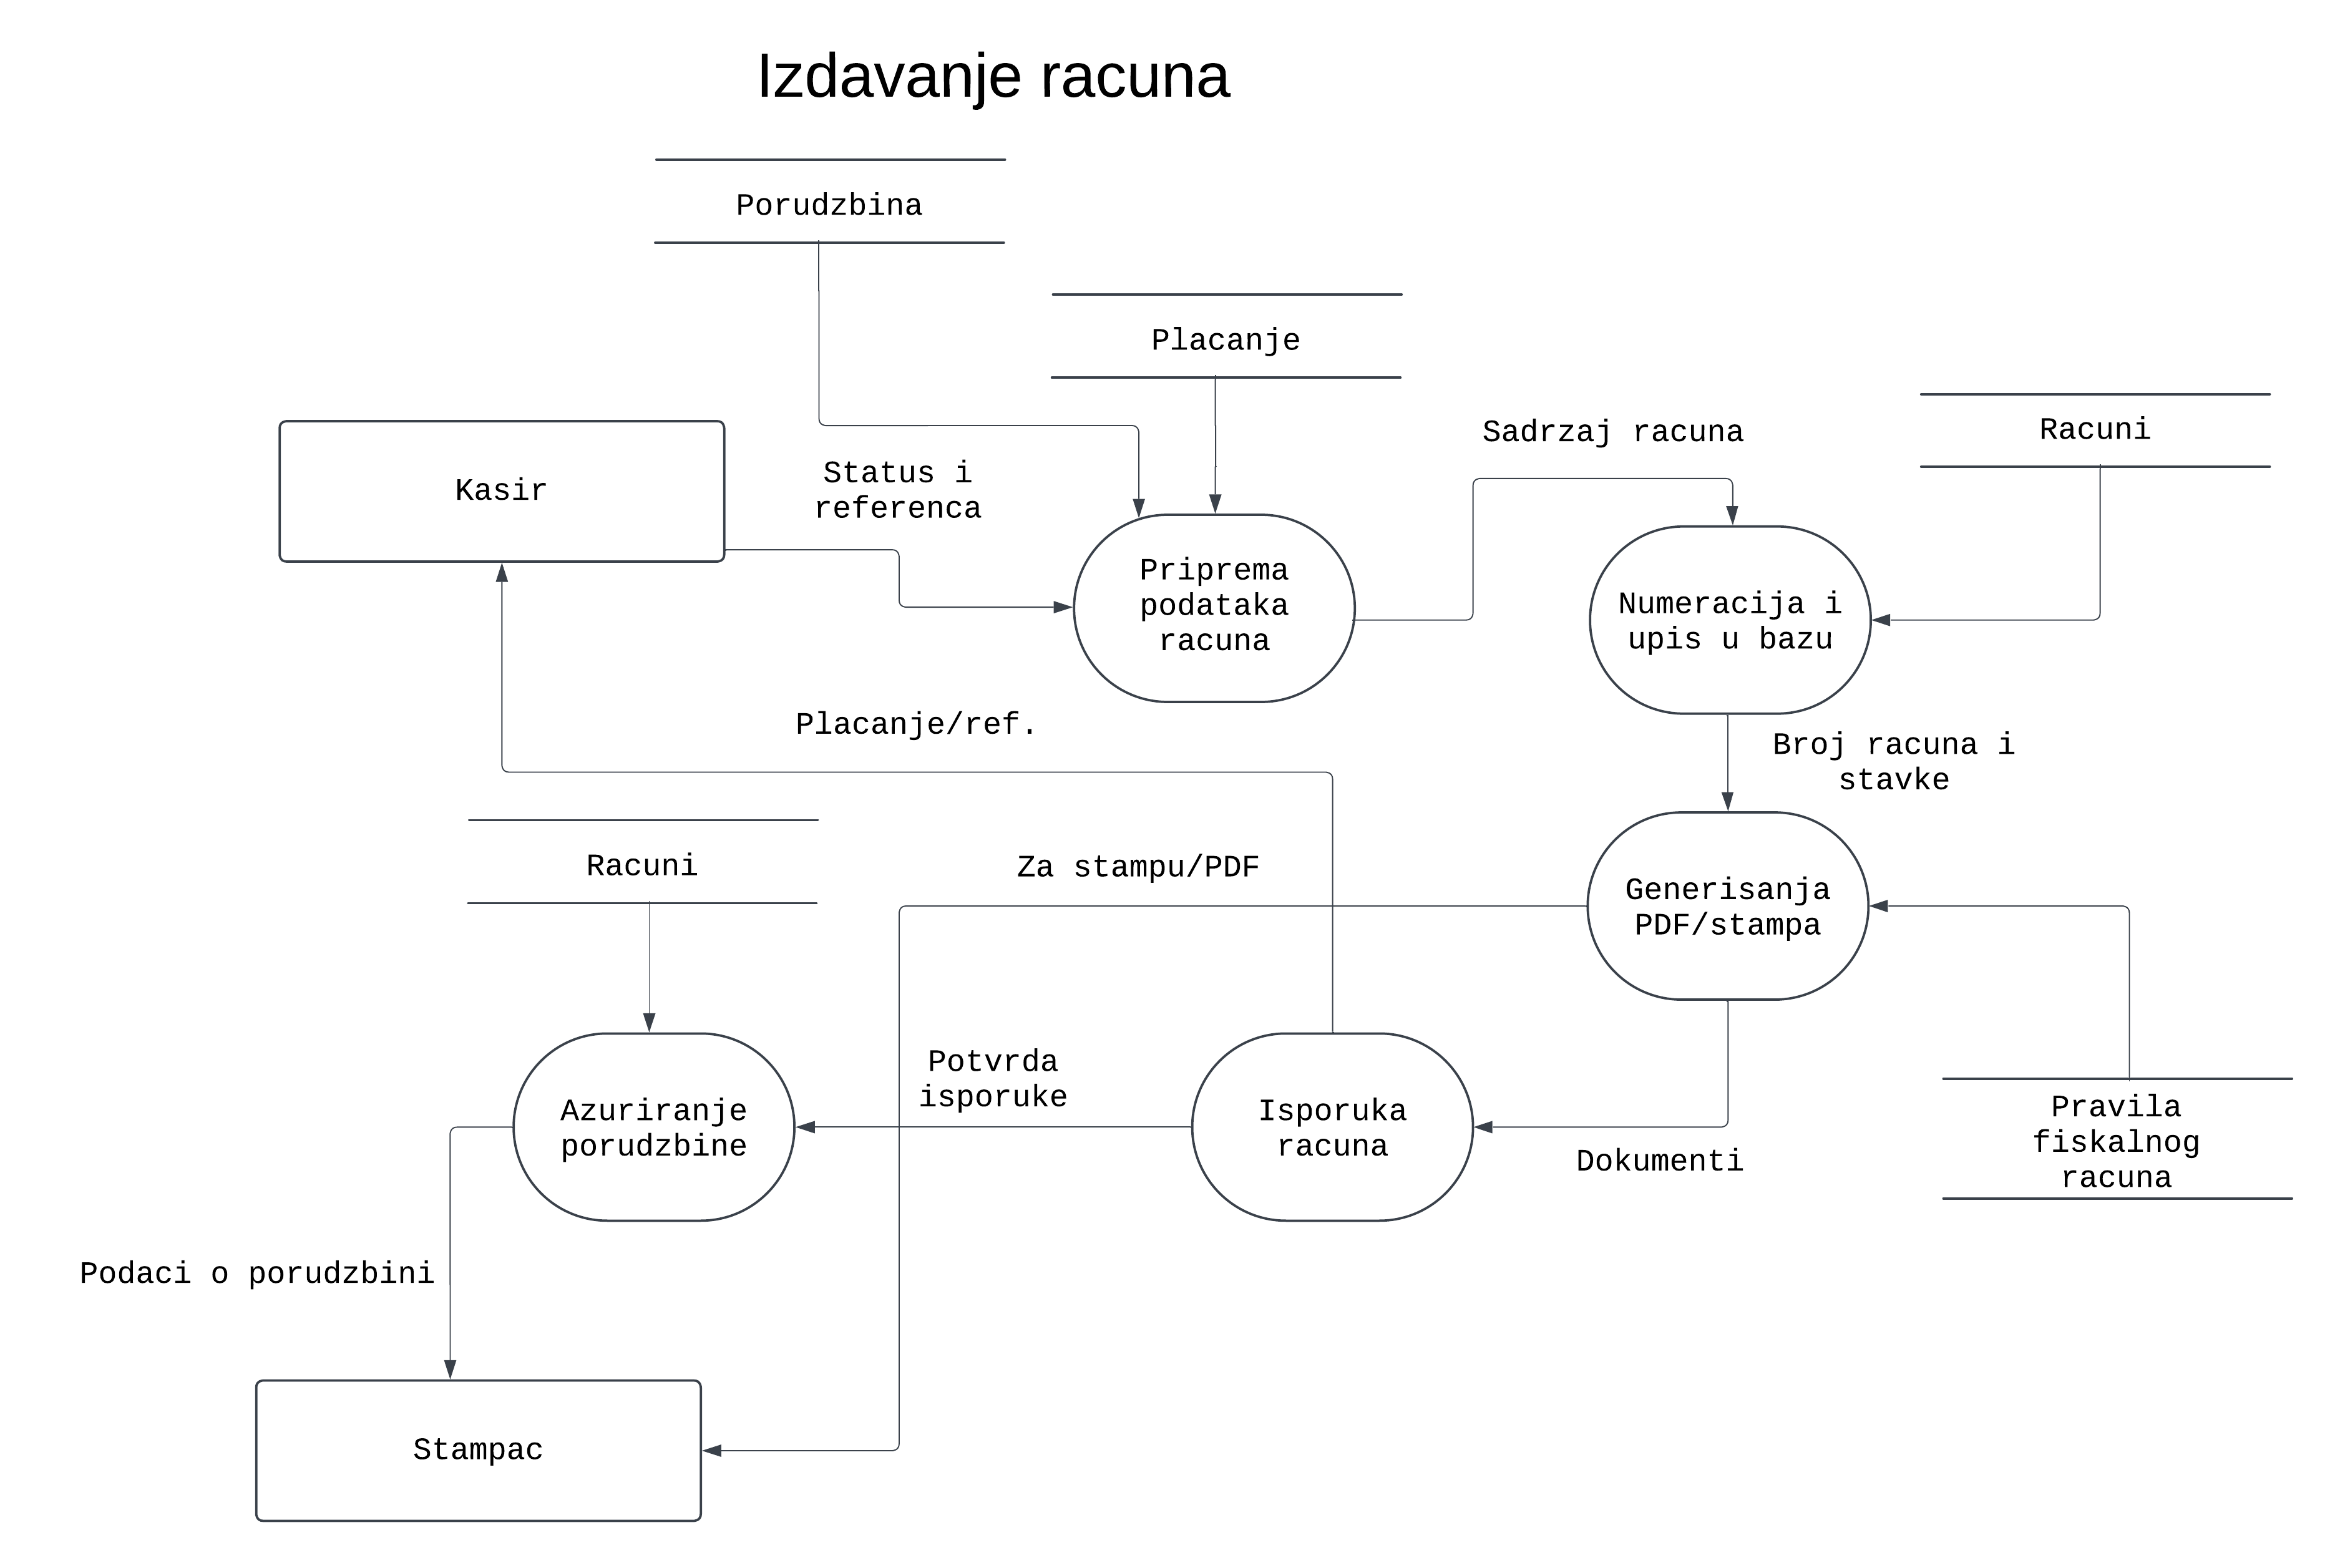 Izdavanje racuna
Porudzbina
Placanje
Sadrzaj racuna
Racuni
Kasir
Status i
referenca
Priprema
podataka
racuna
Numeracija i
upis u bazu
Placanje/ref.
Broj racuna i
stavke
Racuni
Za stampu/PDF
Generisanja
PDF/stampa
Potvrda
isporuke
Azuriranje
porudzbine
Isporuka
racuna
Dokumenti
Pravila
fiskalnog
racuna
Podaci o porudzbini
Stampac